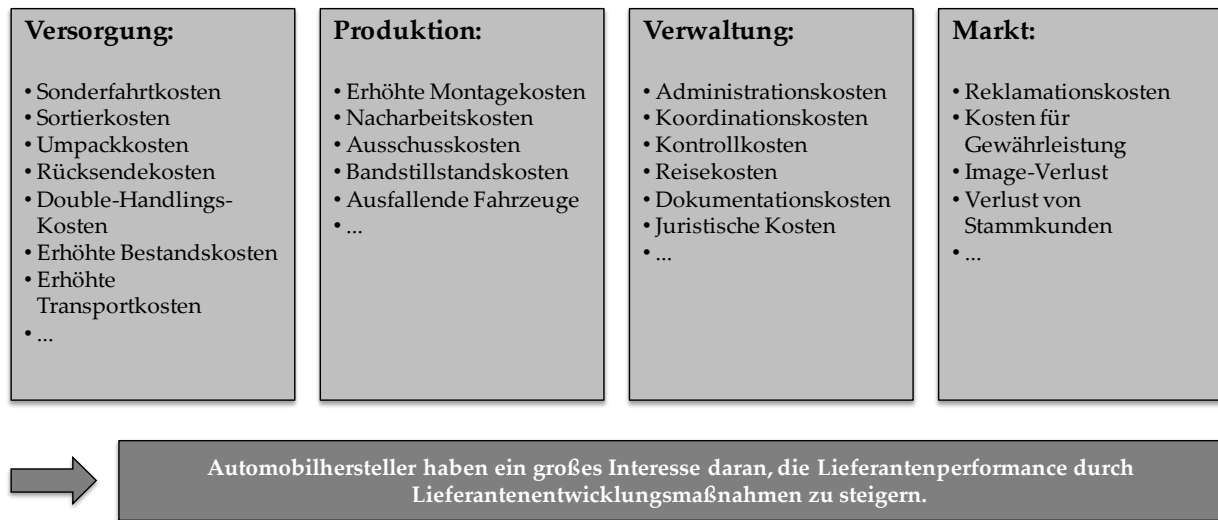 Versorgung:
• Sonderfahrtkosten
• Sortierkosten
• Umpackkosten
• Rücksendekosten
• Double-Handlings-
Kosten
• Erhöhte Bestandskosten
• Erhöhte
Transportkosten
• ...
Produktion:
• Erhöhte Montagekosten
• Nacharbeitskosten
• Ausschusskosten
• Bandstillstandskosten
• Ausfallende Fahrzeuge
• ...
Verwaltung:
• Administrationskosten
• Koordinationskosten
• Kontrollkosten
• Reisekosten
• Dokumentationskosten
• Juristische Kosten
• ...
Markt:
• Reklamationskosten
• Kosten für
Gewährleistung
• Image-Verlust
• Verlust von
Stammkunden
• ...
Automobilhersteller haben ein großes Interesse daran, die Lieferantenperformance durch
Lieferantenentwicklungsmaßnahmen zu steigern.